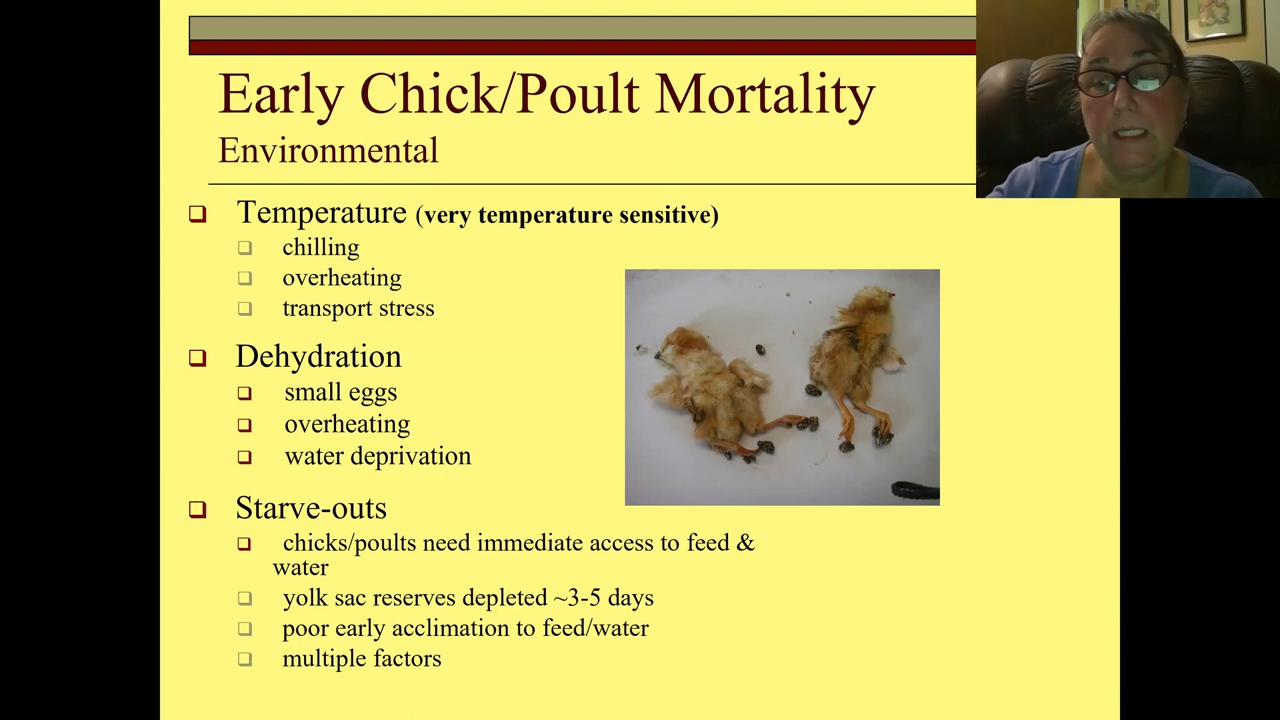 Early Chick/Poult Mortality
Environmental
Temperature (very temperature sensitive)
chilling
overheating
transport stress
Dehydration
small eggs
overheating
water deprivation
Starve-outs
chicks/poults need immediate access to feed &
water
yolk sac reserves depleted ~3-5 days
poor early acclimation to feed/water
multiple factors